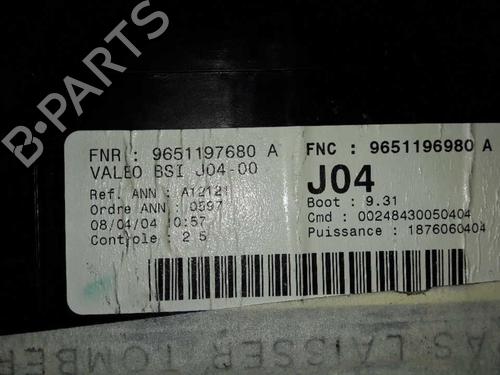 FNR : 9651197680 A
VALEO BSI J04-00
Ref. ANN : A12121
Ordre ANN : 0597
08/04/04 10:57
Controle : 2 5
FNC : 9651196980 A
J04
Boot : 9.31
Cmd : 00248430050404
Puissance : 1876060404
B-PARTS
AS LAISSER TOMBER